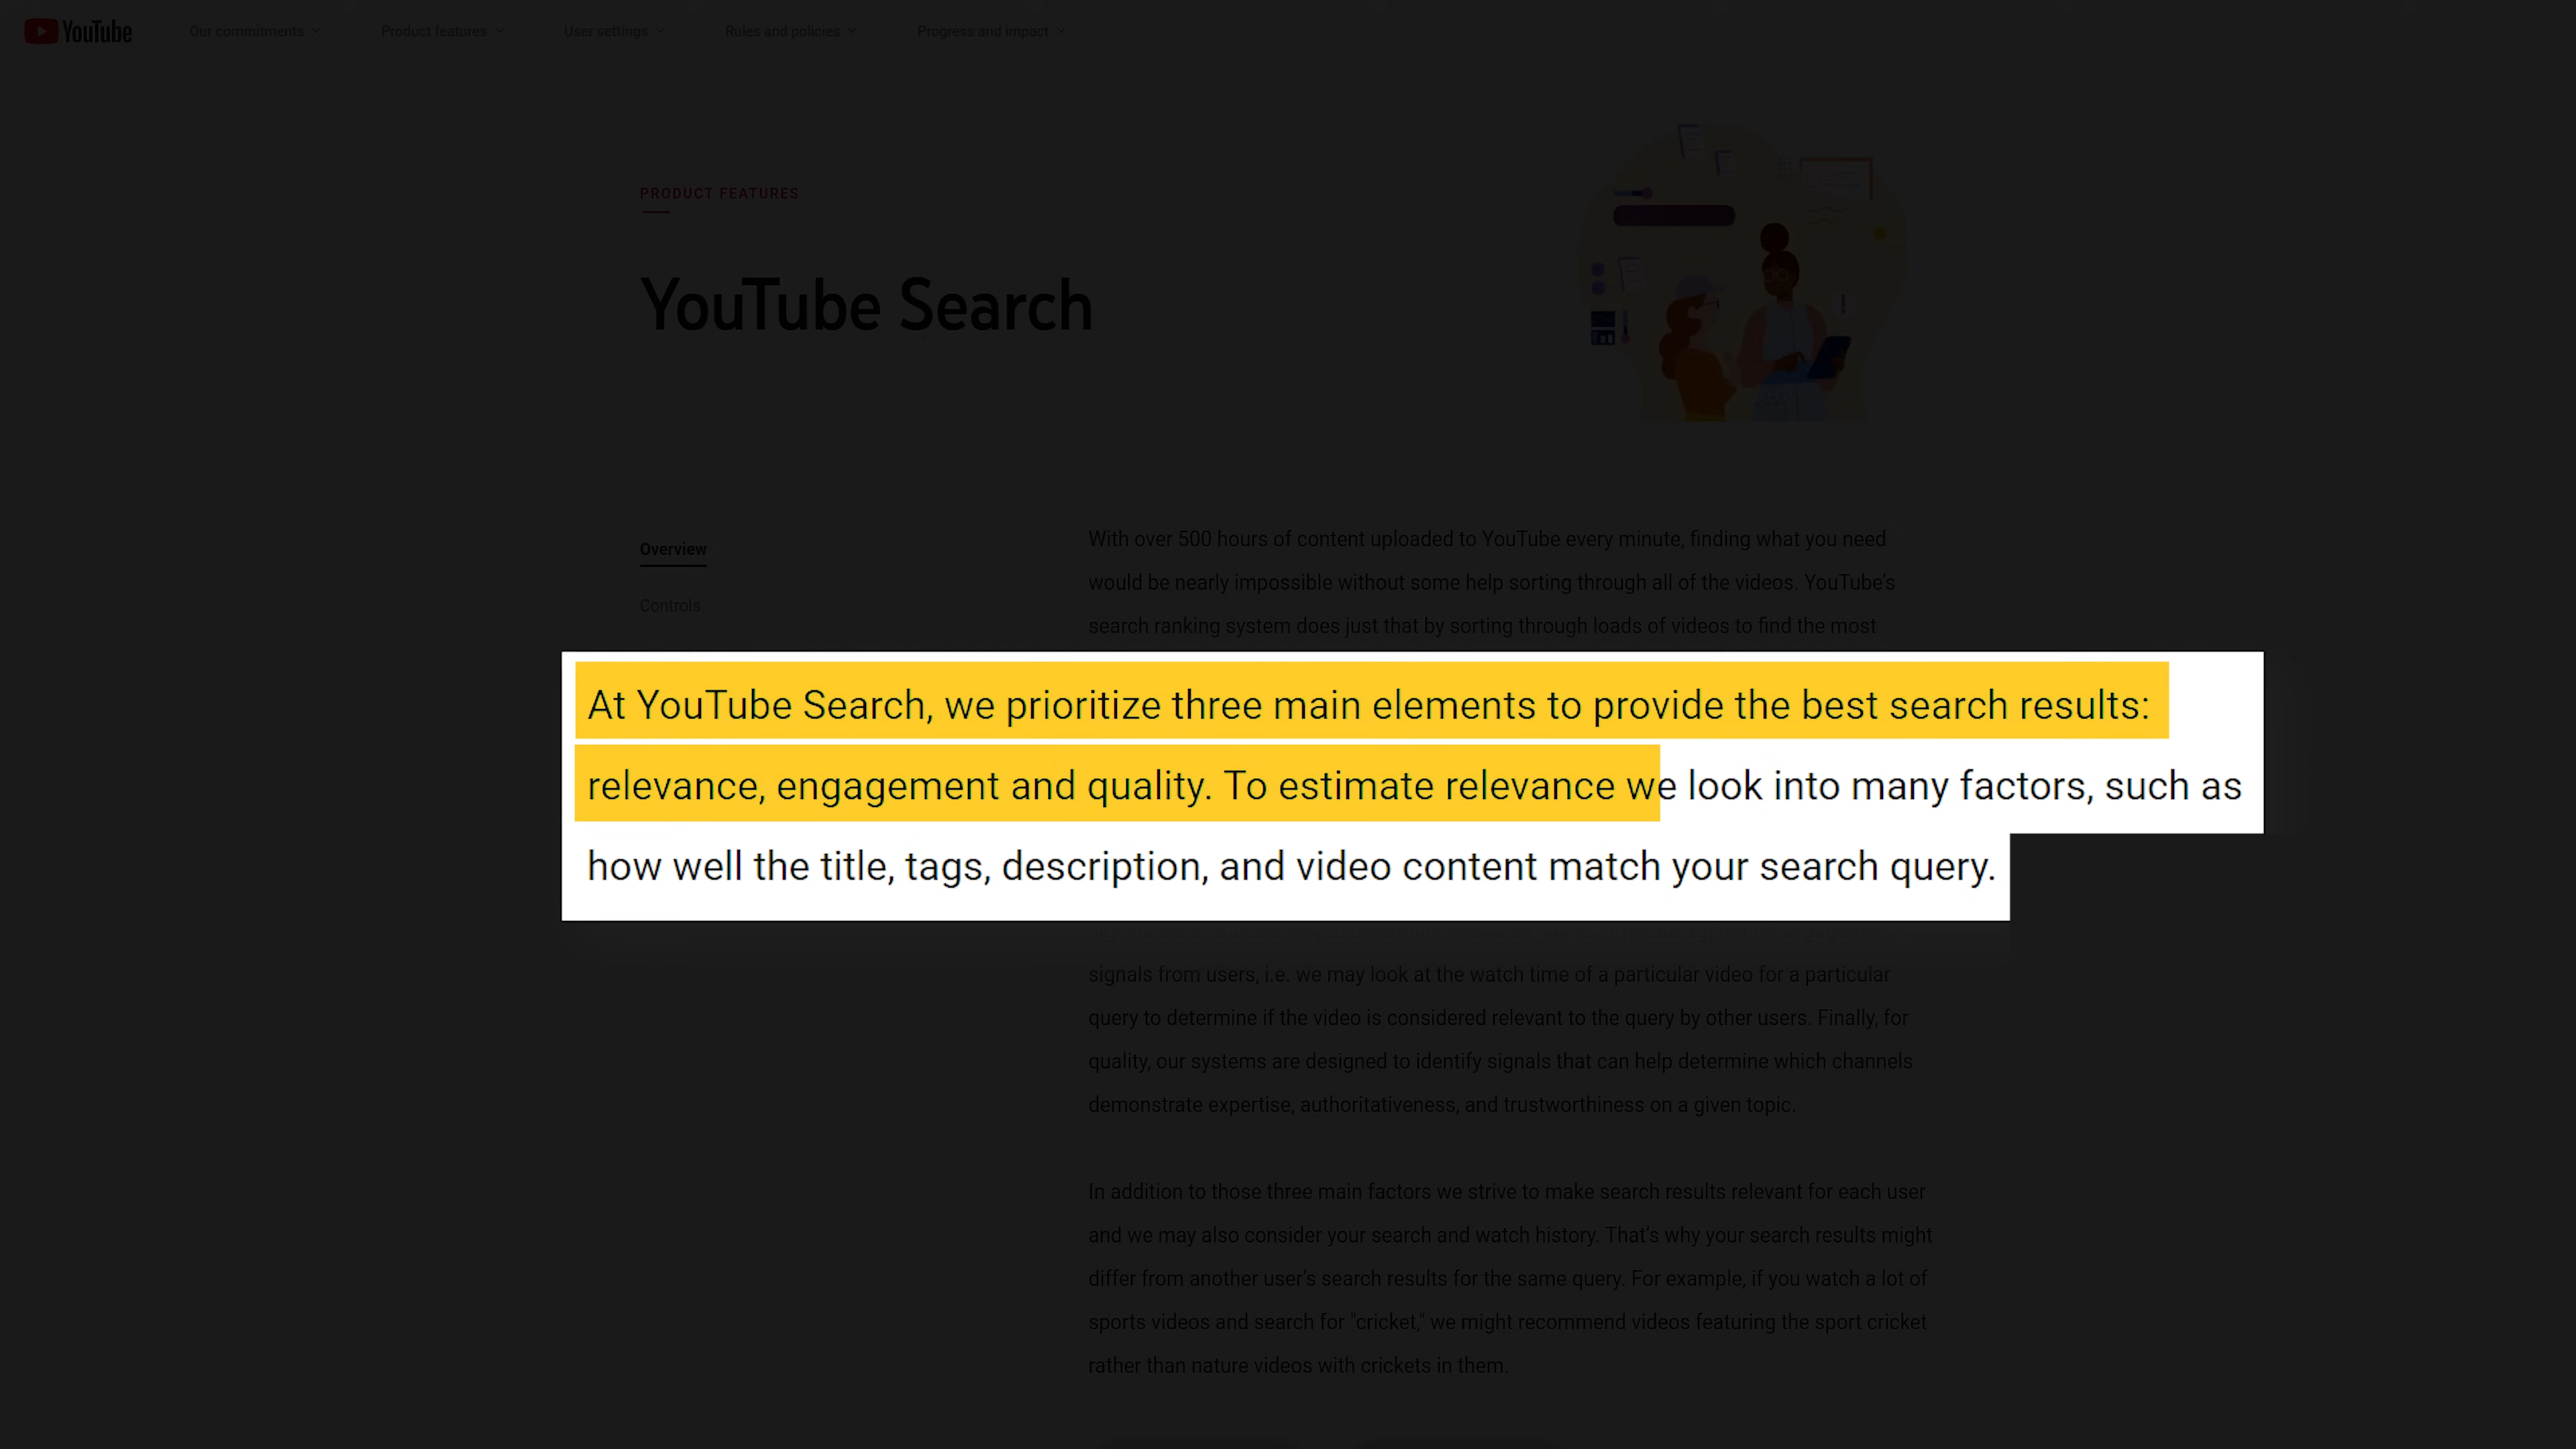 YouTube
Our commitments
Product features
User settings
Rules and policies
Progress and impact
PRODUCT FEATURES
YouTube Search
Overview
Controls
With over 500 hours of content uploaded to YouTube every minute, finding what you need
would be nearly impossible without some help sorting through all of the videos. YouTube's
search ranking system does just that by sorting through loads of videos to find the most
At YouTube Search, we prioritize three main elements to provide the best search results:
relevance, engagement and quality. To estimate relevance we look into many factors, such as
how well the title, tags, description, and video content match your search query.
signals from users, i.e. we may look at the watch time of a particular video for a particular
query to determine if the video is considered relevant to the query by other users. Finally, for
quality, our systems are designed to identify signals that can help determine which channels
demonstrate expertise, authoritativeness, and trustworthiness on a given topic.
In addition to those three main factors we strive to make search results relevant for each user
and we may also consider your search and watch history. That's why your search results might
differ from another user's search results for the same query. For example, if you watch a lot of
sports videos and search for "cricket," we might recommend videos featuring the sport cricket
rather than nature videos with crickets in them.